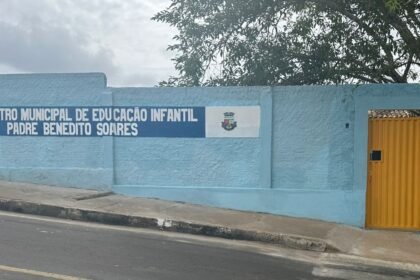 TRO MUNICIPAL DE EDUCAÇÃO INFANTIL
PADRE BENEDITO SOARES